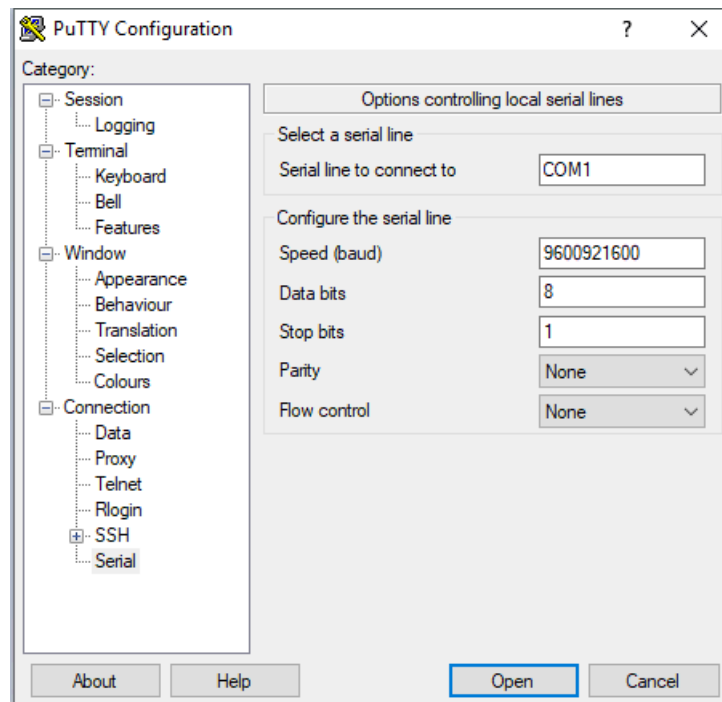 PuTTY Configuration
?
Category:
Session
Logging
Terminal
Keyboard
Bell
Features
Window
Appearance
Behaviour
Translation
Selection
Colours
Connection
Data
Proxy
Telnet
Rlogin
SSH
Serial
Options controlling local serial lines
Select a serial line
Serial line to connect to COM1
Configure the serial line
Speed (baud) 9600921600
Data bits 8
Stop bits 1
Parity None
Flow control None
About Help Open Cancel